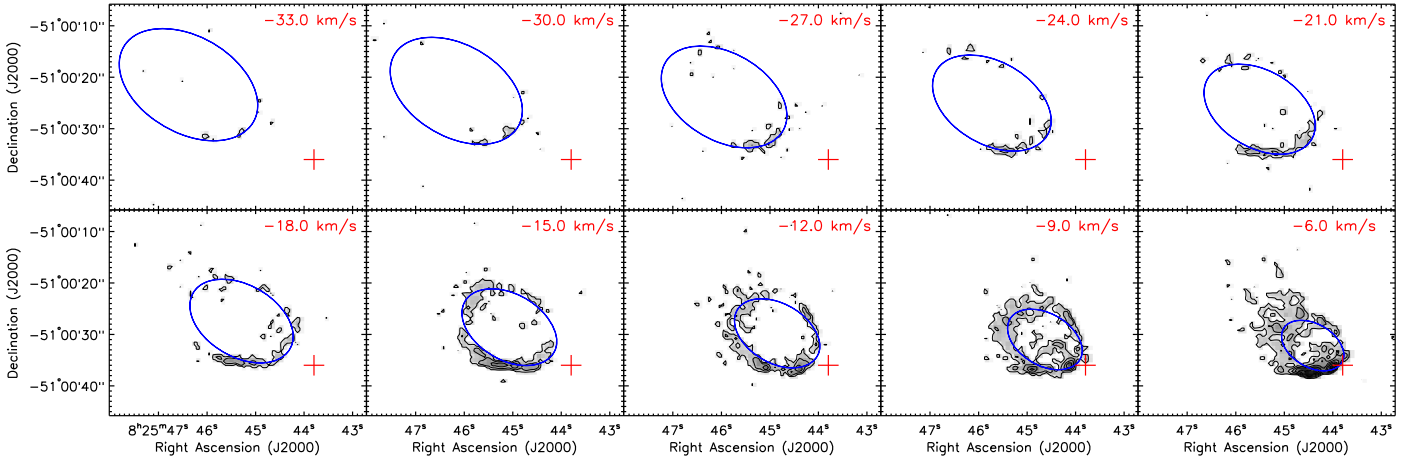 -33.0 km/s
-30.0 km/s
-27.0 km/s
-24.0 km/s
-21.0 km/s
Declination (J2000)
-51°00'10"
-51°00'20"
-51°00'30"
-51°00'40"
-18.0 km/s
-15.0 km/s
-12.0 km/s
-9.0 km/s
-6.0 km/s
Declination (J2000)
-51°00'10"
-51°00'20"
-51°00'30"
-51°00'40"
8ʰ25ᵐ47ˢ 46ˢ 45ˢ 44ˢ 43ˢ
47ˢ 46ˢ 45ˢ 44ˢ 43ˢ
47ˢ 46ˢ 45ˢ 44ˢ 43ˢ
47ˢ 46ˢ 45ˢ 44ˢ 43ˢ
47ˢ 46ˢ 45ˢ 44ˢ 43ˢ
Right Ascension (J2000)
Right Ascension (J2000)
Right Ascension (J2000)
Right Ascension (J2000)
Right Ascension (J2000)